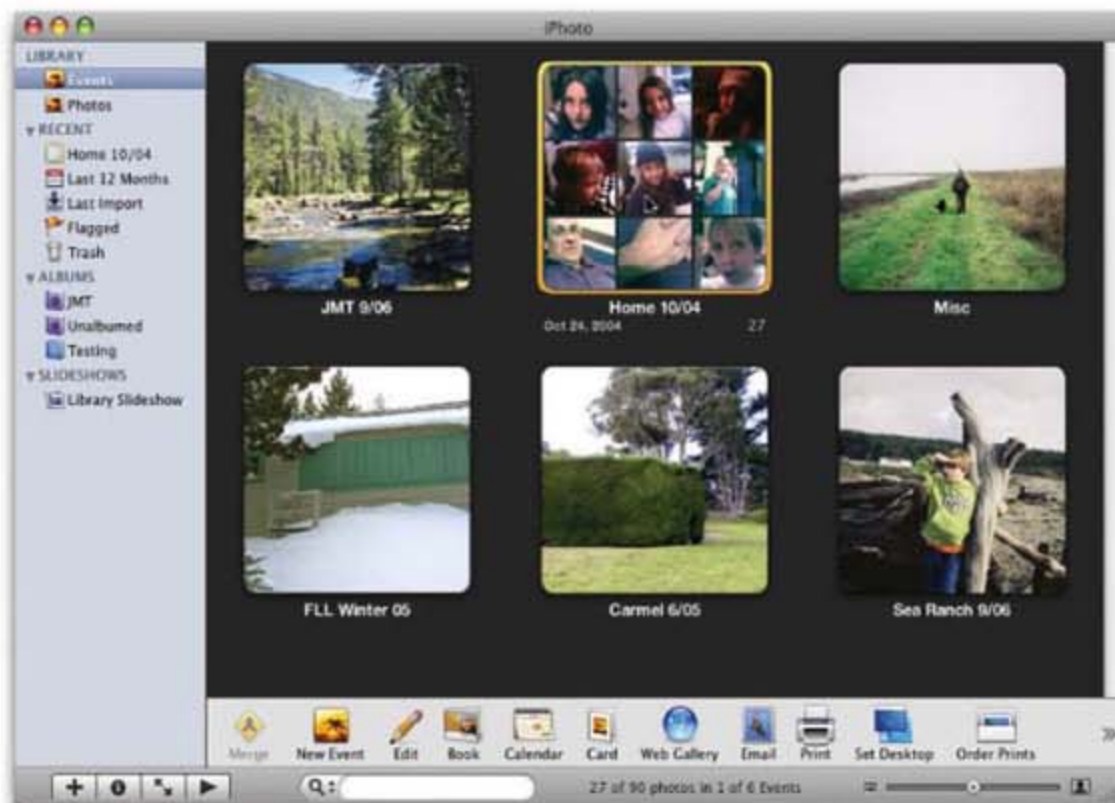 iPhoto
LIBRARY
Events
Photos
RECENT
Home 10/04
Last 12 Months
Last Import
Flagged
Trash
ALBUMS
JMT
Unalbumed
Testing
SLIDESHOWS
Library Slideshow
JMT 9/06
Home 10/04
Misc
Oct 24, 2004 27
FLL Winter 05
Carmel 6/05
Sea Ranch 9/06
Merge
New Event
Edit
Book
Calendar
Card
Web Gallery
Email
Print
Set Desktop
Order Prints
27 of 90 photos in 1 of 6 Events